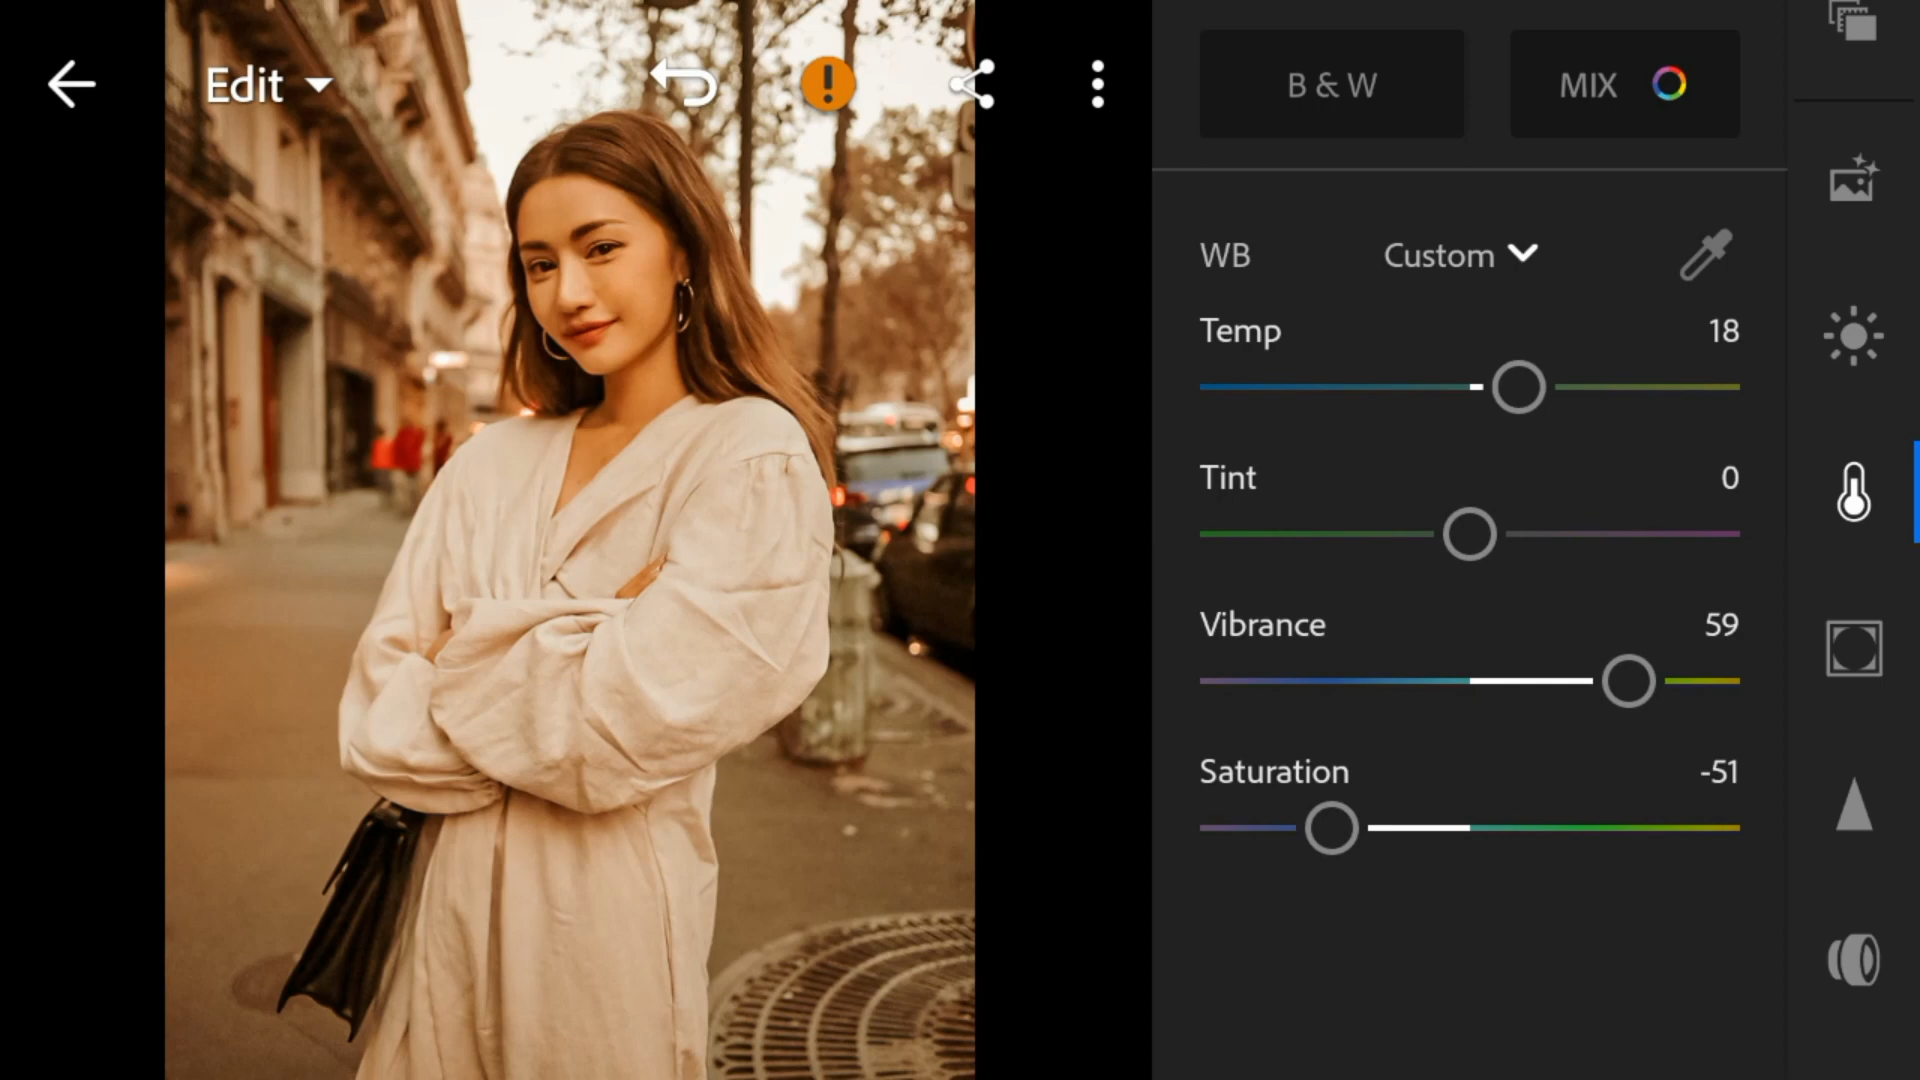 Edit
B & W
MIX
WB Custom
Temp 18
Tint 0
Vibrance 59
Saturation -51